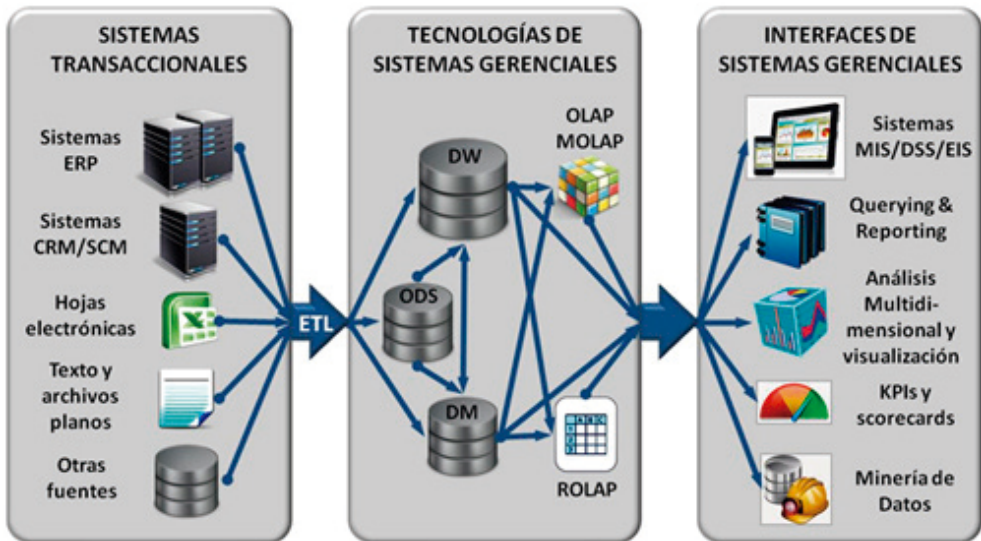 SISTEMAS
TRANSACCIONALES
Sistemas
ERP
Sistemas
CRM/SCM
Hojas
electrónicas
Texto y
archivos
planos
Otras
fuentes
ETL
TECNOLOGÍAS DE
SISTEMAS GERENCIALES
OLAP
MOLAP
DW
ODS
DM
ROLAP
INTERFACES DE
SISTEMAS GERENCIALES
Sistemas
MIS/DSS/EIS
Querying &
Reporting
Análisis
Multidi-
mensional y
visualización
KPIs y
scorecards
Minería de
Datos